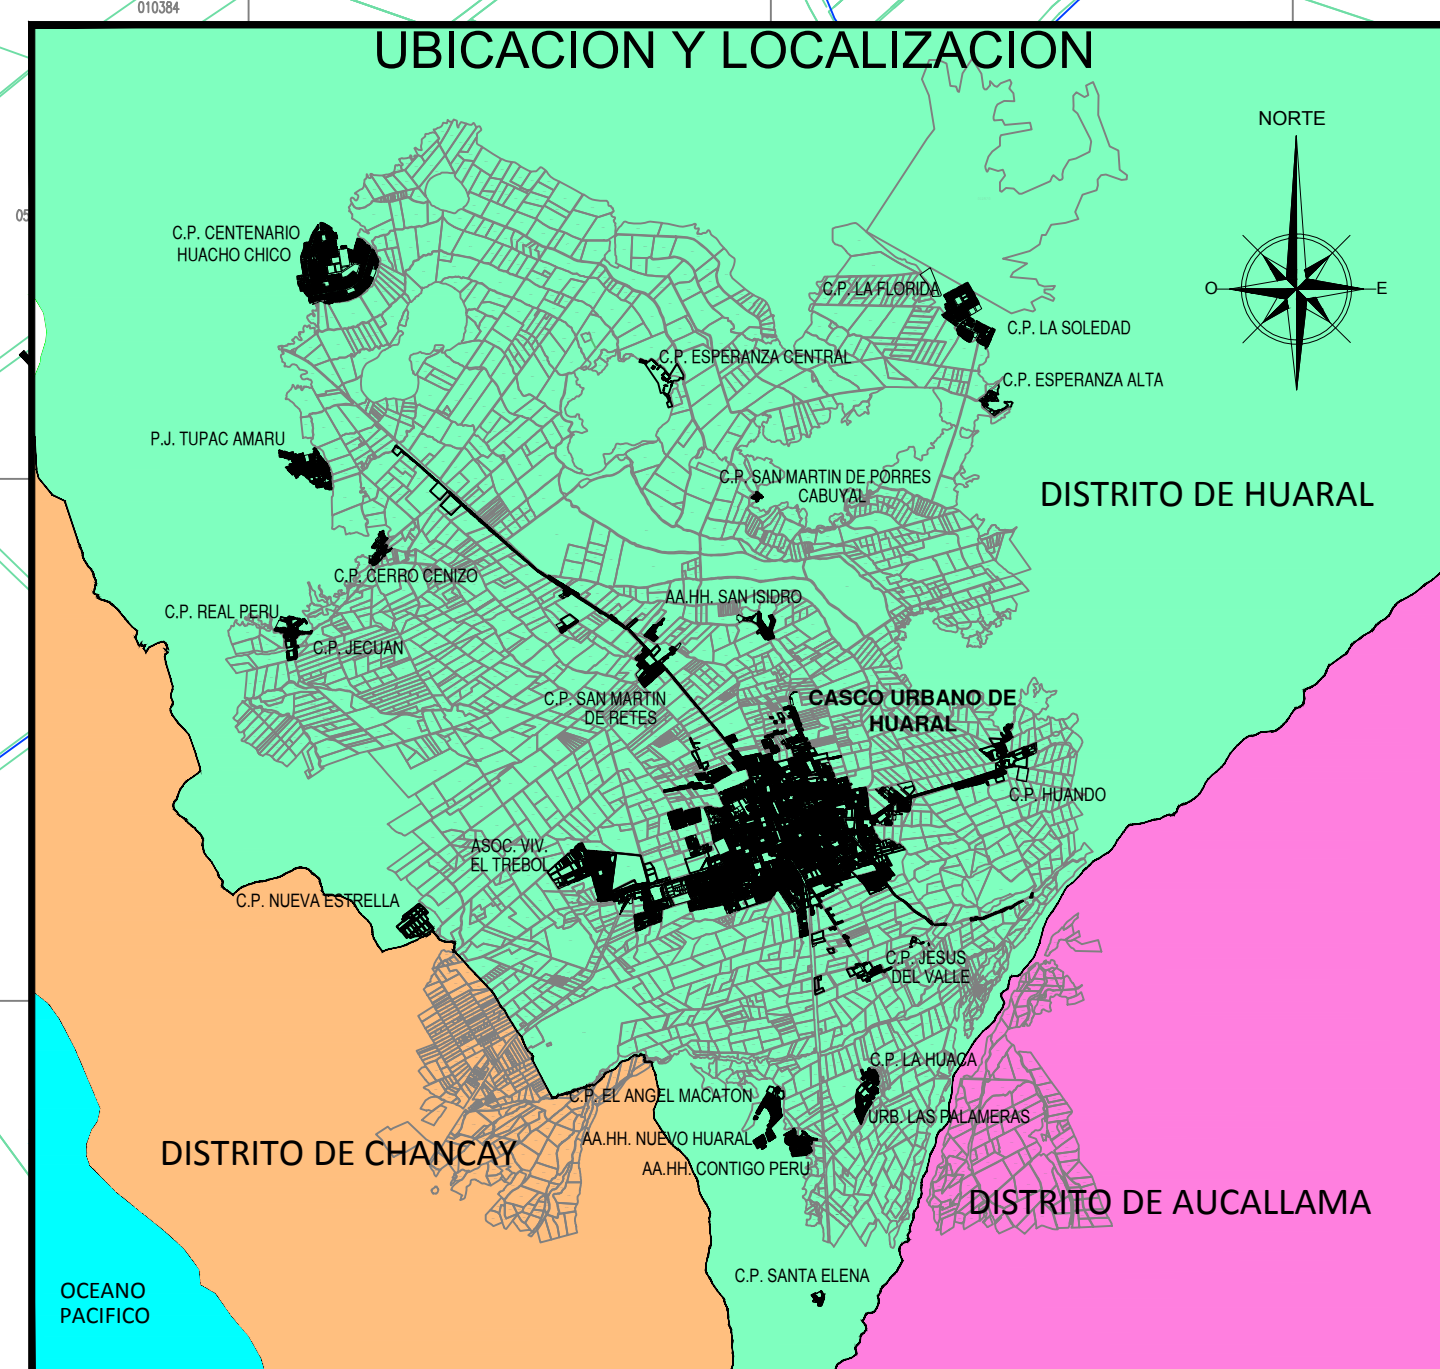 010384
UBICACION Y LOCALIZACION
NORTE
05
C.P. CENTENARIO
HUACHO CHICO
C.P. LA FLORIDA
O
E
C.P. LA SOLEDAD
C.P. ESPERANZA CENTRAL
C.P. ESPERANZA ALTA
P.J. TUPAC AMARU
C.P. SAN MARTIN DE PORRES
CABUYAL
DISTRITO DE HUARAL
C.P. CERRO CENIZO
AA.HH. SAN ISIDRO
C.P. REAL PERU
C.P. JECUAN
C.P. SAN MARTIN
DE RETES
CASCO URBANO DE
HUARAL
C.P. HUANDO
ASOC. VIV.
EL TREBOL
C.P. NUEVA ESTRELLA
C.P. JESUS
DEL VALLE
C.P. LA HUACA
C.P. EL ANGEL MACATON
URB. LAS PALAMERAS
AA.HH. NUEVO HUARAL
DISTRITO DE CHANCAY
AA.HH. CONTIGO PERU
DISTRITO DE AUCALLAMA
C.P. SANTA ELENA
OCEANO
PACIFICO